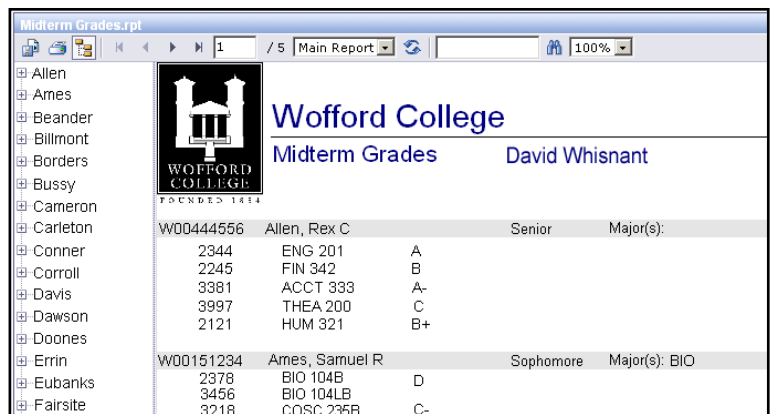 Midterm Grades.rpt
1 / 5 Main Report 100%
Allen
Ames
Beander
Billmont
Borders
Bussy
Cameron
Carleton
Conner
Corroll
Davis
Dawson
Doones
Errin
Eubanks
Fairsite
WOFFORD
COLLEGE
FOUNDED 1854
Wofford College
Midterm Grades David Whisnant
W00444556 Allen, Rex C Senior Major(s):
2344 ENG 201 A
2245 FIN 342 B
3381 ACCT 333 A-
3997 THEA 200 C
2121 HUM 321 B+
W00151234 Ames, Samuel R Sophomore Major(s): BIO
2378 BIO 104B D
3456 BIO 104LB
3218 COSC 235B C-